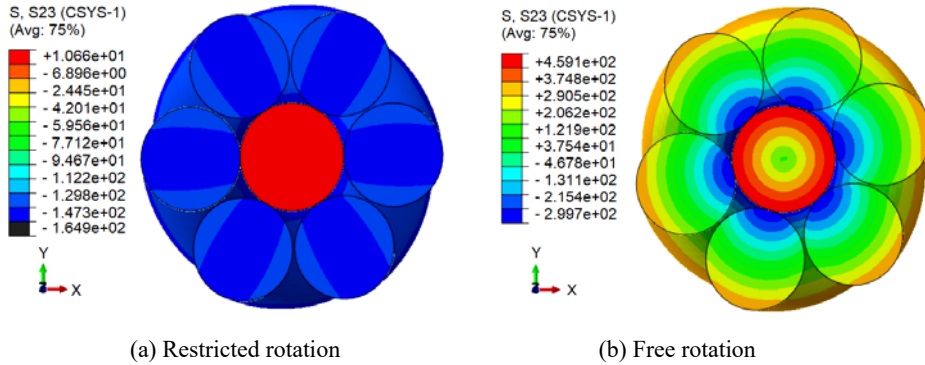 S, S23 (CSYS-1)
(Avg: 75%)
+1.066e+01
- 6.896e+00
- 2.445e+01
- 4.201e+01
- 5.956e+01
- 7.712e+01
- 9.467e+01
- 1.122e+02
- 1.298e+02
- 1.473e+02
- 1.649e+02
Y
Z
X
(a) Restricted rotation
S, S23 (CSYS-1)
(Avg: 75%)
+4.591e+02
+3.748e+02
+2.905e+02
+2.062e+02
+1.219e+02
+3.754e+01
- 4.678e+01
- 1.311e+02
- 2.154e+02
- 2.997e+02
Y
Z
X
(b) Free rotation